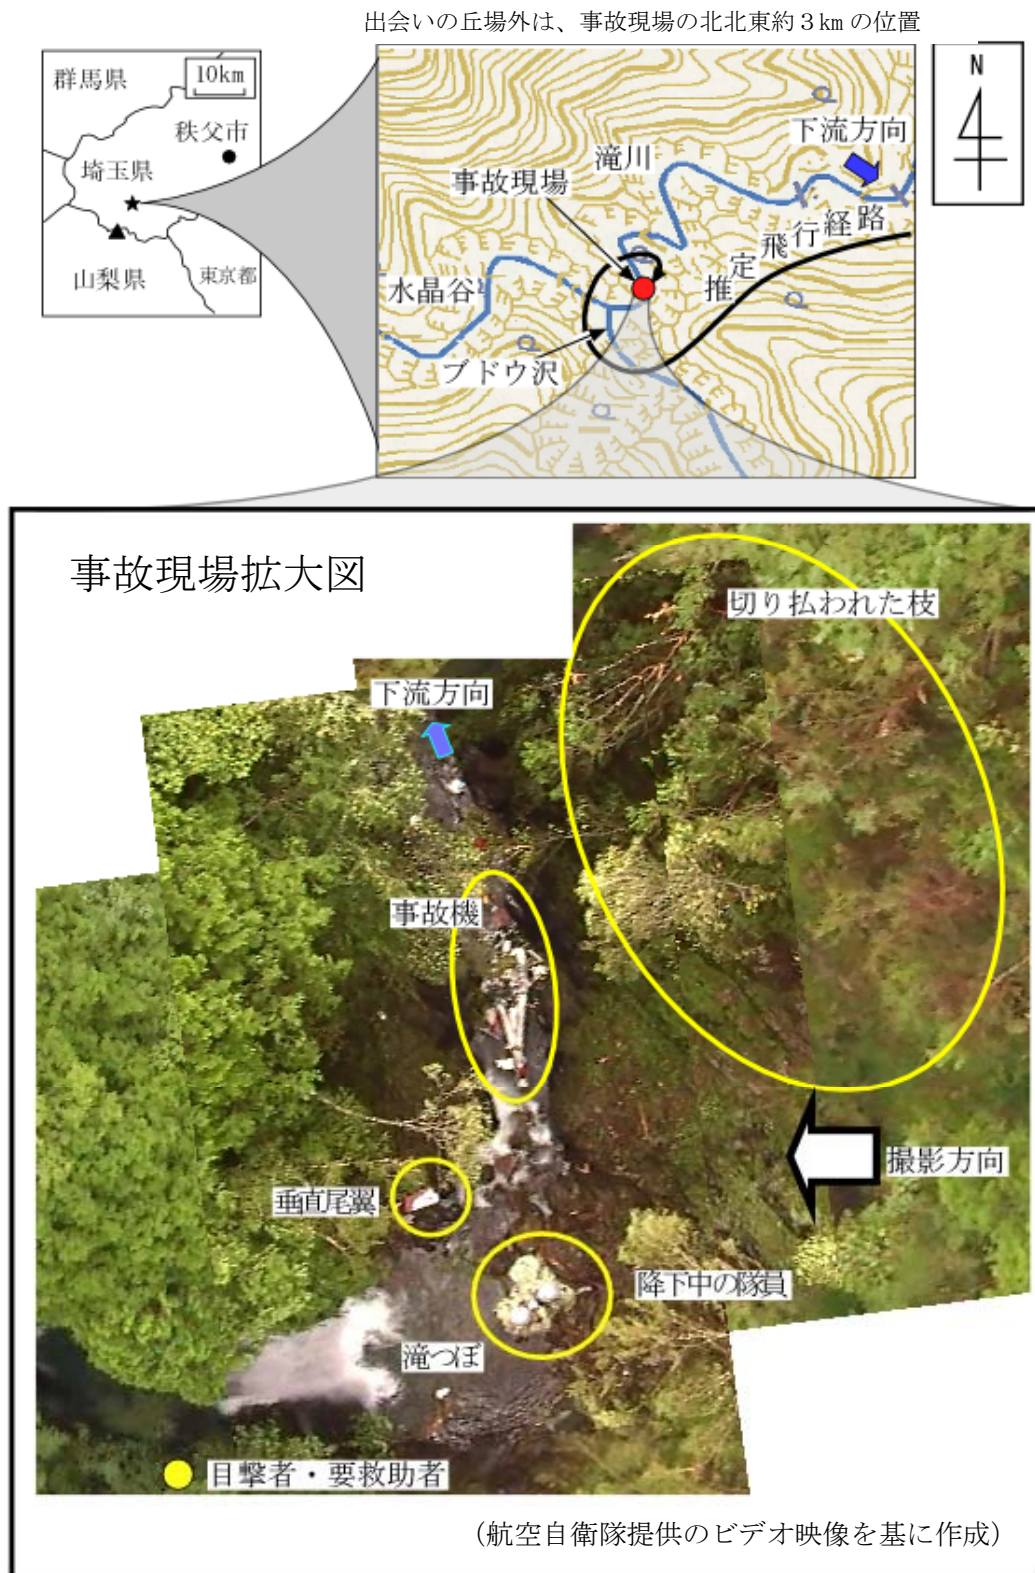 出会いの丘場外は、事故現場の北北東約3kmの位置
群馬県
10km
秩父市
埼玉県
山梨県
東京都
N
下流方向
滝川
事故現場
推定飛行経路
水晶谷
ブドウ沢
事故現場拡大図
切り払われた枝
下流方向
事故機
撮影方向
垂直尾翼
降下中の隊員
滝つぼ
目撃者・要救助者
(航空自衛隊提供のビデオ映像を基に作成)